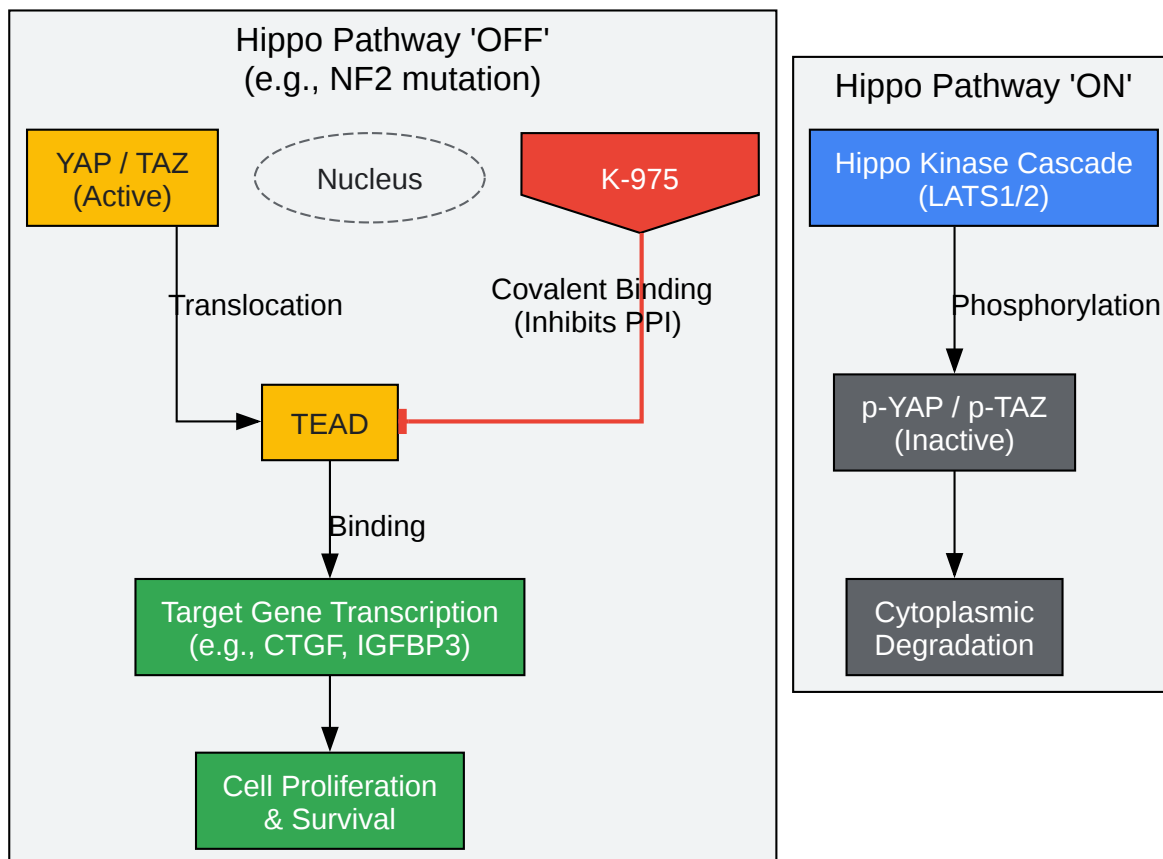 Hippo Pathway 'OFF'
(e.g., NF2 mutation)
YAP / TAZ
(Active)
Nucleus
K-975
Translocation
Covalent Binding
(Inhibits PPI)
TEAD
Binding
Target Gene Transcription
(e.g., CTGF, IGFBP3)
Cell Proliferation
& Survival
Hippo Pathway 'ON'
Hippo Kinase Cascade
(LATS1/2)
Phosphorylation
p-YAP / p-TAZ
(Inactive)
Cytoplasmic
Degradation